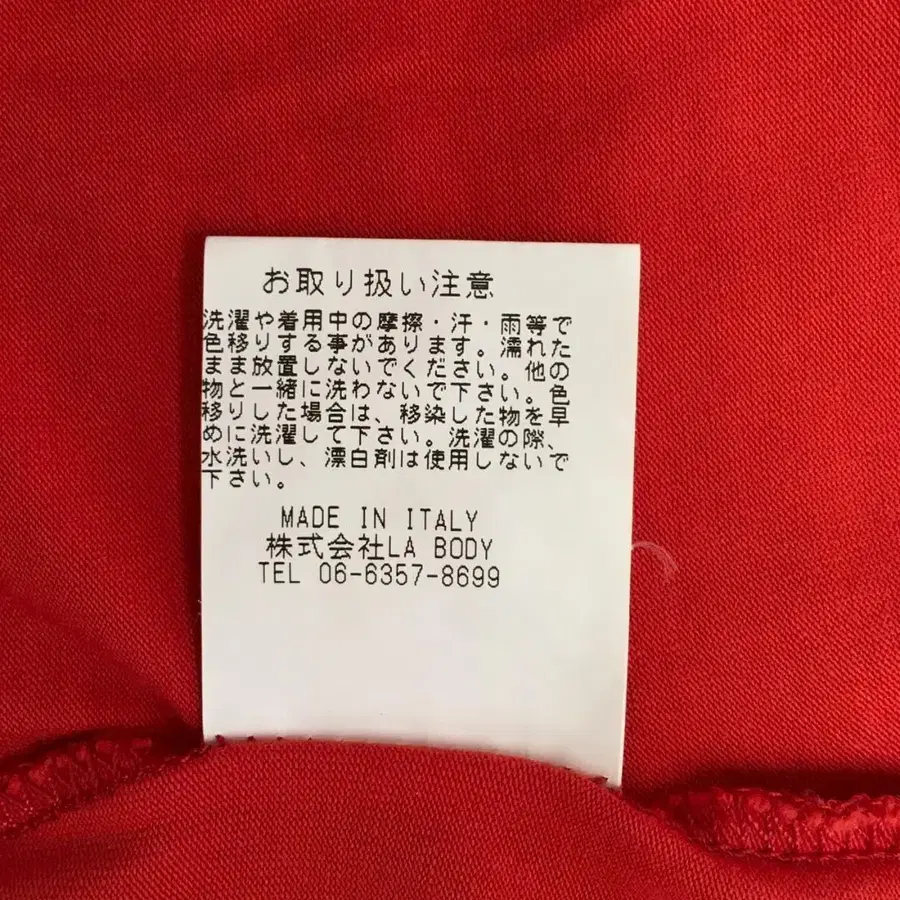 お取り扱い注意
洗濯や着用中の摩擦・汗・雨等で
色移りする事があります。濡れた
まま放置しないでください。他の
物と一緒に洗わないで下さい。色
移りした場合は、移染した物を早
めに洗濯して下さい。洗濯の際、
水洗いし、漂白剤は使用しないで
下さい。
MADE IN ITALY
株式会社LA BODY
TEL 06-6357-8699